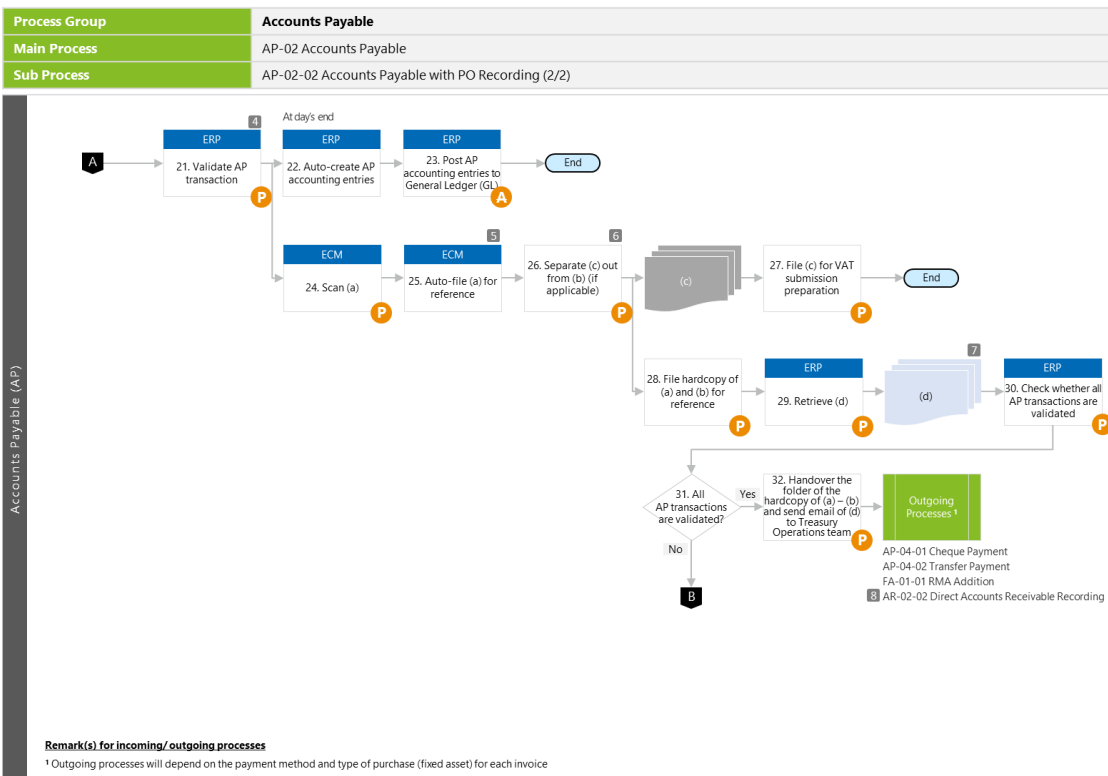 Process Group
Accounts Payable
Main Process
AP-02 Accounts Payable
Sub Process
AP-02-02 Accounts Payable with PO Recording (2/2)
Accounts Payable (AP)
A
4
ERP
21. Validate AP
transaction
P
At day's end
ERP
22. Auto-create AP
accounting entries
ERP
23. Post AP
accounting entries to
General Ledger (GL)
A
End
ECM
24. Scan (a)
P
5
ECM
25. Auto-file (a) for
reference
6
26. Separate (c) out
from (b) (if
applicable)
P
(c)
27. File (c) for VAT
submission
preparation
P
End
28. File hardcopy of
(a) and (b) for
reference
P
ERP
29. Retrieve (d)
P
7
(d)
ERP
30. Check whether all
AP transactions are
validated
P
31. All
AP transactions
are validated?
Yes
No
B
32. Handover the
folder of the
hardcopy of (a) – (b)
and send email of (d)
to Treasury
Operations team
P
Outgoing
Processes ¹
AP-04-01 Cheque Payment
AP-04-02 Transfer Payment
FA-01-01 RMA Addition
8 AR-02-02 Direct Accounts Receivable Recording
Remark(s) for incoming/ outgoing processes
¹ Outgoing processes will depend on the payment method and type of purchase (fixed asset) for each invoice